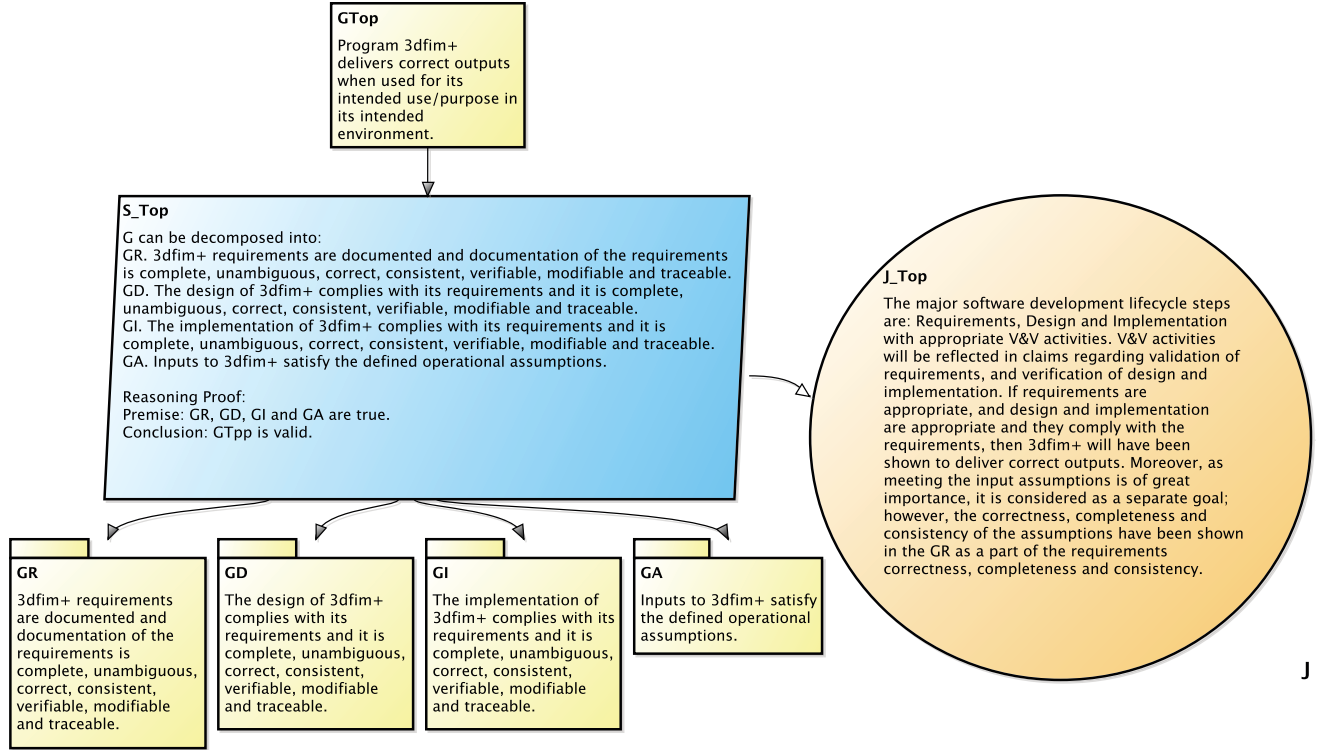 GTop
Program 3dfim+
delivers correct outputs
when used for its
intended use/purpose in
its intended
environment.
S_Top
G can be decomposed into:
GR. 3dfim+ requirements are documented and documentation of the requirements
is complete, unambiguous, correct, consistent, verifiable, modifiable and traceable.
GD. The design of 3dfim+ complies with its requirements and it is complete,
unambiguous, correct, consistent, verifiable, modifiable and traceable.
GI. The implementation of 3dfim+ complies with its requirements and it is
complete, unambiguous, correct, consistent, verifiable, modifiable and traceable.
GA. Inputs to 3dfim+ satisfy the defined operational assumptions.
Reasoning Proof:
Premise: GR, GD, GI and GA are true.
Conclusion: GTpp is valid.
J_Top
The major software development lifecycle steps
are: Requirements, Design and Implementation
with appropriate V&V activities. V&V activities
will be reflected in claims regarding validation of
requirements, and verification of design and
implementation. If requirements are
appropriate, and design and implementation
are appropriate and they comply with the
requirements, then 3dfim+ will have been
shown to deliver correct outputs. Moreover, as
meeting the input assumptions is of great
importance, it is considered as a separate goal;
however, the correctness, completeness and
consistency of the assumptions have been shown
in the GR as a part of the requirements
correctness, completeness and consistency.
J
GR
3dfim+ requirements
are documented and
documentation of the
requirements is
complete, unambiguous,
correct, consistent,
verifiable, modifiable
and traceable.
GD
The design of 3dfim+
complies with its
requirements and it is
complete, unambiguous,
correct, consistent,
verifiable, modifiable
and traceable.
GI
The implementation of
3dfim+ complies with its
requirements and it is
complete, unambiguous,
correct, consistent,
verifiable, modifiable
and traceable.
GA
Inputs to 3dfim+ satisfy
the defined operational
assumptions.